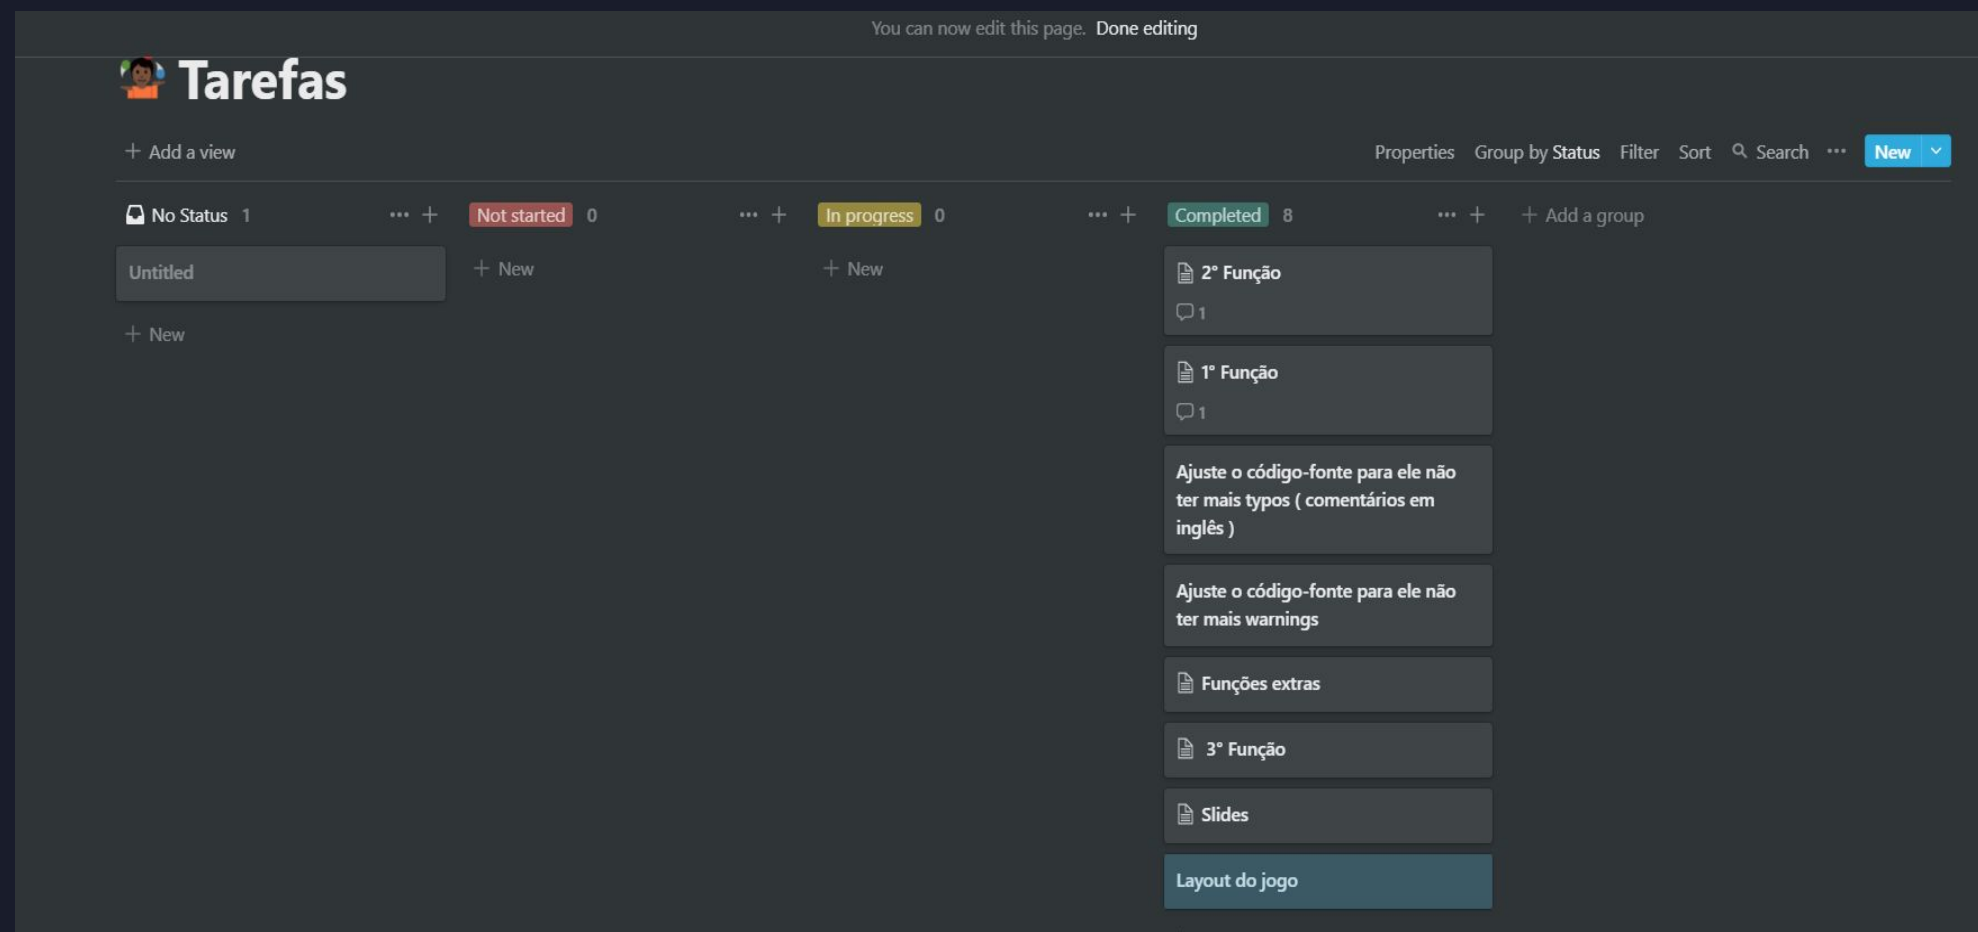 You can now edit this page. Done editing
Tarefas
+ Add a view
Properties Group by Status Filter Sort Search ••• New
No Status 1 ••• +
Not started 0 ••• +
In progress 0 ••• +
Completed 8 ••• +
+ Add a group
Untitled
+ New
+ New
+ New
2° Função
1
1° Função
1
Ajuste o código-fonte para ele não
ter mais typos ( comentários em
inglês )
Ajuste o código-fonte para ele não
ter mais warnings
Funções extras
3° Função
Slides
Layout do jogo